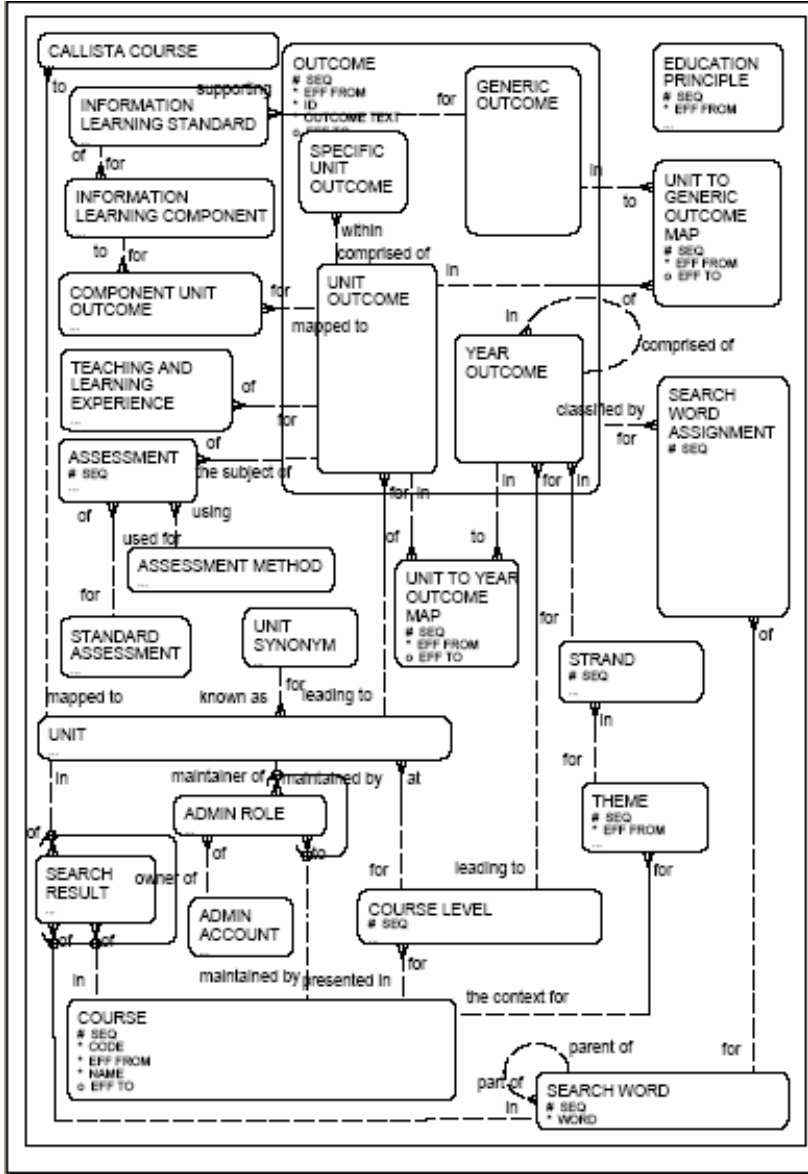 CALLISTA COURSE
to
OUTCOME
# SEQ
* EFF FROM
* ID
* OUTCOME TEXT
o EFF TO
supporting
for
GENERIC
OUTCOME
EDUCATION
PRINCIPLE
# SEQ
* EFF FROM
...
INFORMATION
LEARNING STANDARD
...
of
for
SPECIFIC
UNIT
OUTCOME
in
to
UNIT TO
GENERIC
OUTCOME
MAP
# SEQ
* EFF FROM
o EFF TO
INFORMATION
LEARNING COMPONENT
...
to
for
within
comprised of
UNIT
OUTCOME
in
of
COMPONENT UNIT
OUTCOME
...
for
mapped to
in
YEAR
OUTCOME
comprised of
TEACHING AND
LEARNING
EXPERIENCE
...
of
for
classified by
for
SEARCH
WORD
ASSIGNMENT
# SEQ
ASSESSMENT
# SEQ
...
of
the subject of
of
using
for
in
in
for
in
used for
ASSESSMENT METHOD
...
of
to
UNIT TO YEAR
OUTCOME
MAP
# SEQ
* EFF FROM
o EFF TO
for
STANDARD
ASSESSMENT
...
UNIT
SYNONYM
...
for
of
STRAND
# SEQ
...
mapped to
known as
for
leading to
in
UNIT
...
in
maintainer of
maintained by
at
for
ADMIN ROLE
...
THEME
# SEQ
* EFF FROM
...
of
of
to
for
leading to
for
SEARCH
RESULT
...
owner of
ADMIN
ACCOUNT
...
COURSE LEVEL
# SEQ
...
of
of
for
in
maintained by
presented in
the context for
COURSE
# SEQ
* CODE
* EFF FROM
* NAME
o EFF TO
for
parent of
part of
in
SEARCH WORD
# SEQ
* WORD